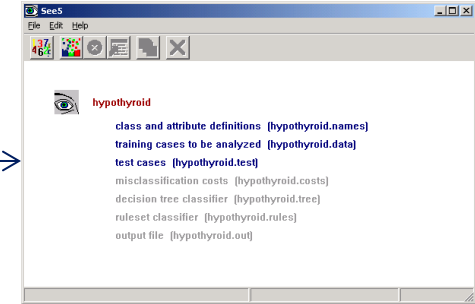 See5
File Edit Help
hypothyroid
class and attribute definitions (hypothyroid.names)
training cases to be analyzed (hypothyroid.data)
test cases (hypothyroid.test)
misclassification costs (hypothyroid.costs)
decision tree classifier (hypothyroid.tree)
ruleset classifier (hypothyroid.rules)
output file (hypothyroid.out)